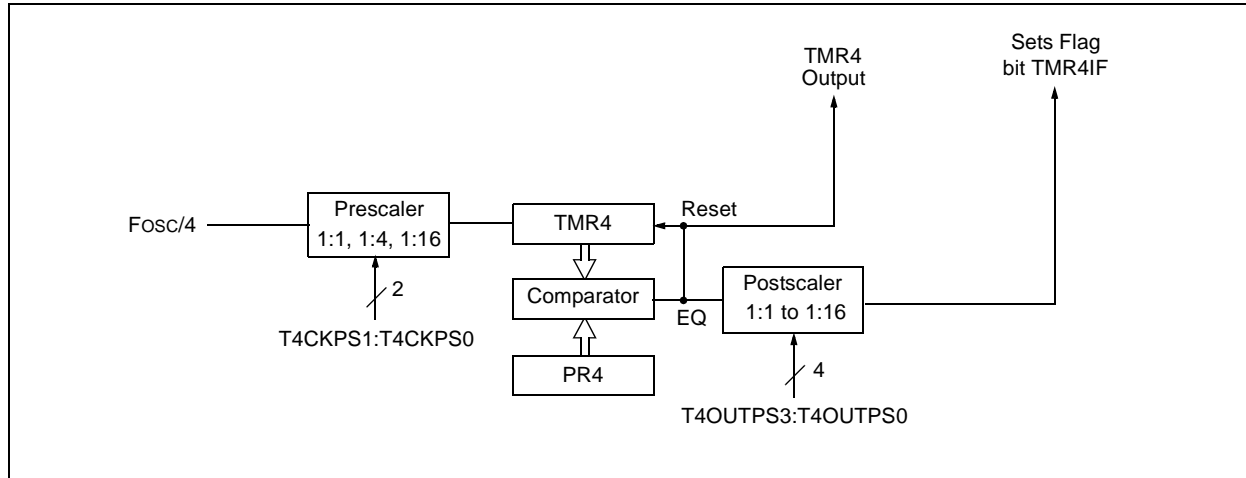 TMR4
Output
Sets Flag
bit TMR4IF
FOSC/4
Prescaler
1:1, 1:4, 1:16
TMR4
Reset
2
Comparator
EQ
Postscaler
1:1 to 1:16
T4CKPS1:T4CKPS0
PR4
4
T4OUTPS3:T4OUTPS0